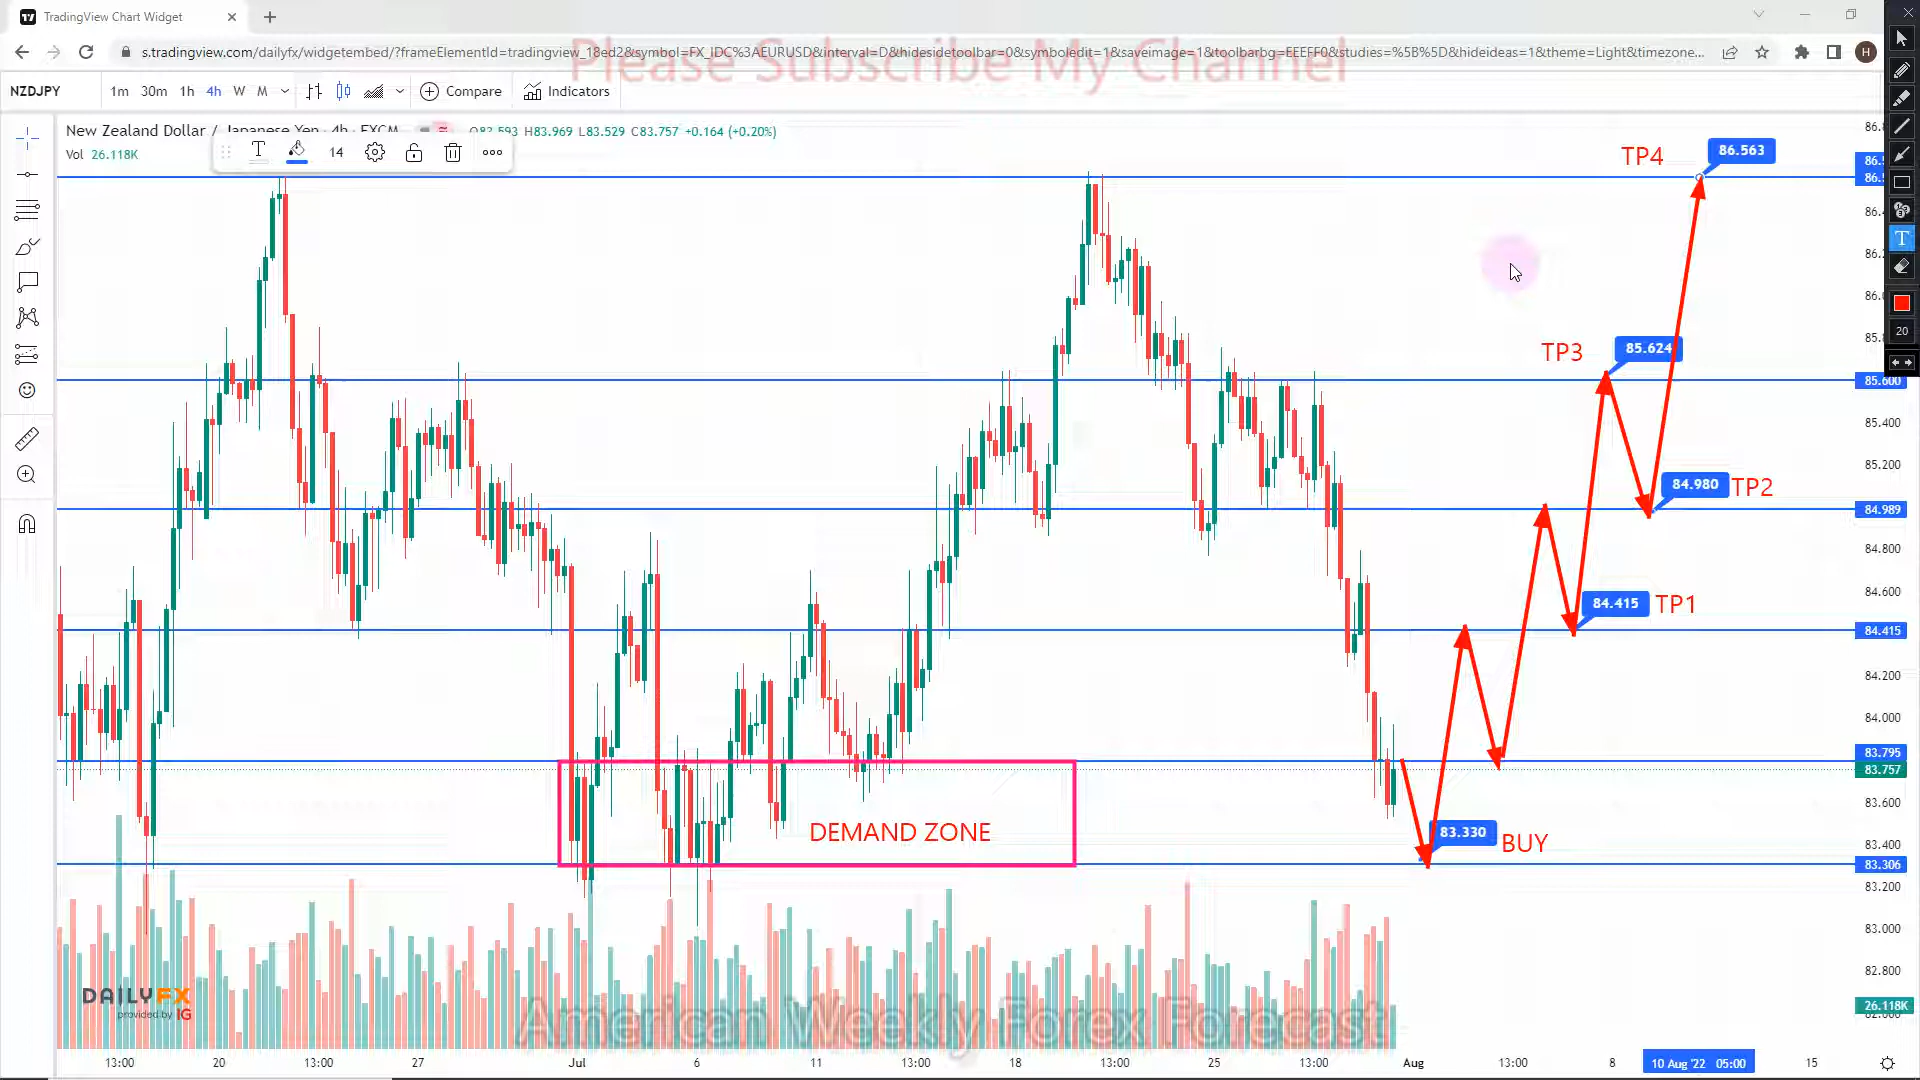 TradingView Chart Widget
s.tradingview.com/dailyfx/widgetembed/?frameElementId=tradingview_18ed2&symbol=FX_IDC%3AEURUSD&interval=D&hidesidetoolbar=0&symboledit=1&saveimage=1&toolbarbg=EEEFF0&studies=%5B%5D&hideideas=1&theme=Light&timezone...
H
Please Subscribe My Channel
NZDJPY 1m 30m 1h 4h W M Compare Indicators
New Zealand Dollar / Japanese Yen · 4h · FXCM O83.593 H83.969 L83.529 C83.757 +0.164 (+0.20%)
Vol 26.118K
T 14
TP4 86.563
TP3 85.624
85.600
85.400
85.200
84.980 TP2
84.989
84.800
84.600
84.415 TP1
84.415
84.200
84.000
83.795
83.757
83.600
DEMAND ZONE
83.330 BUY
83.400
83.306
83.200
83.000
82.800
DAILYFX
provided by IG
26.118K
82.000
American Weekly Forex Forecast
13:00 20 13:00 27 Jul 6 11 13:00 18 13:00 25 13:00 Aug 13:00 8 10 Aug '22 05:00 15
T
20